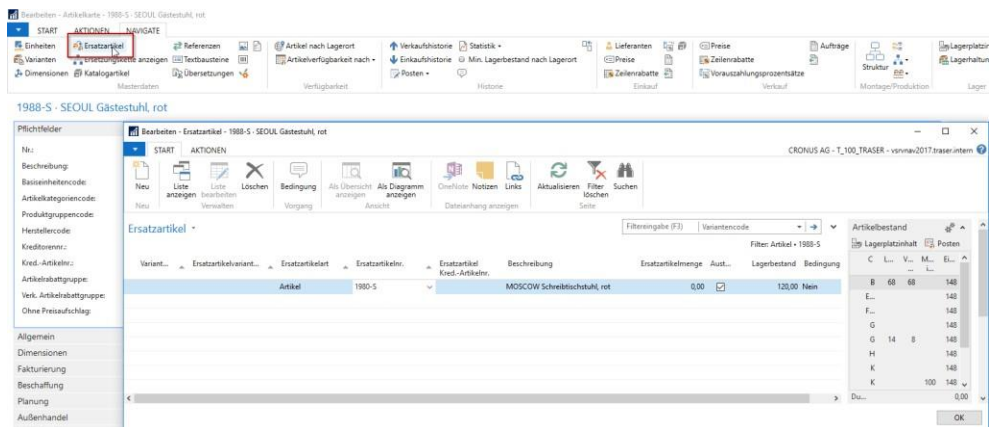 Bearbeiten - Artikelkarte - 1988-S · SEOUL Gästestuhl, rot
START AKTIONEN NAVIGATE
Einheiten Ersatzartikel Referenzen Artikel nach Lagerort Verkaufshistorie Statistik Lieferanten Preise Aufträge Lagerplatzin
Varianten Ersetzungskette anzeigen Textbausteine Artikelverfügbarkeit nach Einkaufshistorie Min. Lagerbestand nach Lagerort Preise Zeilenrabatte Struktur Lagerhaltun
Dimensionen Katalogartikel Übersetzungen Posten Zeilenrabatte Vorauszahlungsprozentsätze
Masterdaten Verfügbarkeit Historie Einkauf Verkauf Montage/Produktion Lager
1988-S · SEOUL Gästestuhl, rot
Pflichtfelder
Nr.:
Beschreibung:
Basiseinheitencode:
Artikelkategoriencode:
Produktgruppencode:
Herstellercode:
Kreditorennr.:
Kred.-Artikelnr.:
Artikelrabattgruppe:
Verk. Artikelrabattgruppe:
Ohne Preisaufschlag:
Allgemein
Dimensionen
Fakturierung
Beschaffung
Planung
Außenhandel
Bearbeiten - Ersatzartikel - 1988-S · SEOUL Gästestuhl, rot
START AKTIONEN CRONUS AG - T_100_TRASER - vsrvnav2017.traser.intern
Neu Liste anzeigen Liste bearbeiten Löschen Bedingung Als Übersicht anzeigen Als Diagramm anzeigen OneNote Notizen Links Aktualisieren Filter löschen Suchen
Neu Verwalten Vorgang Ansicht Dateianhang anzeigen Seite
Ersatzartikel Filtereingabe (F3) Variantencode
Filter: Artikel • 1988-S
Variant... Ersatzartikelvariant... Ersatzartikelart Ersatzartikelnr. Ersatzartikel Kred.-Artikelnr. Beschreibung Ersatzartikelmenge Aust... Lagerbestand Bedingung
Artikel 1980-S MOSCOW Schreibtischstuhl, rot 0,00 120,00 Nein
Artikelbestand
Lagerplatzinhalt Posten
C L... V... M... Ei...
... i...
B 68 68 148
E... 148
F... 148
G 148
G 14 8 148
H 148
K 148
K 100 148
Du... 0,00
OK